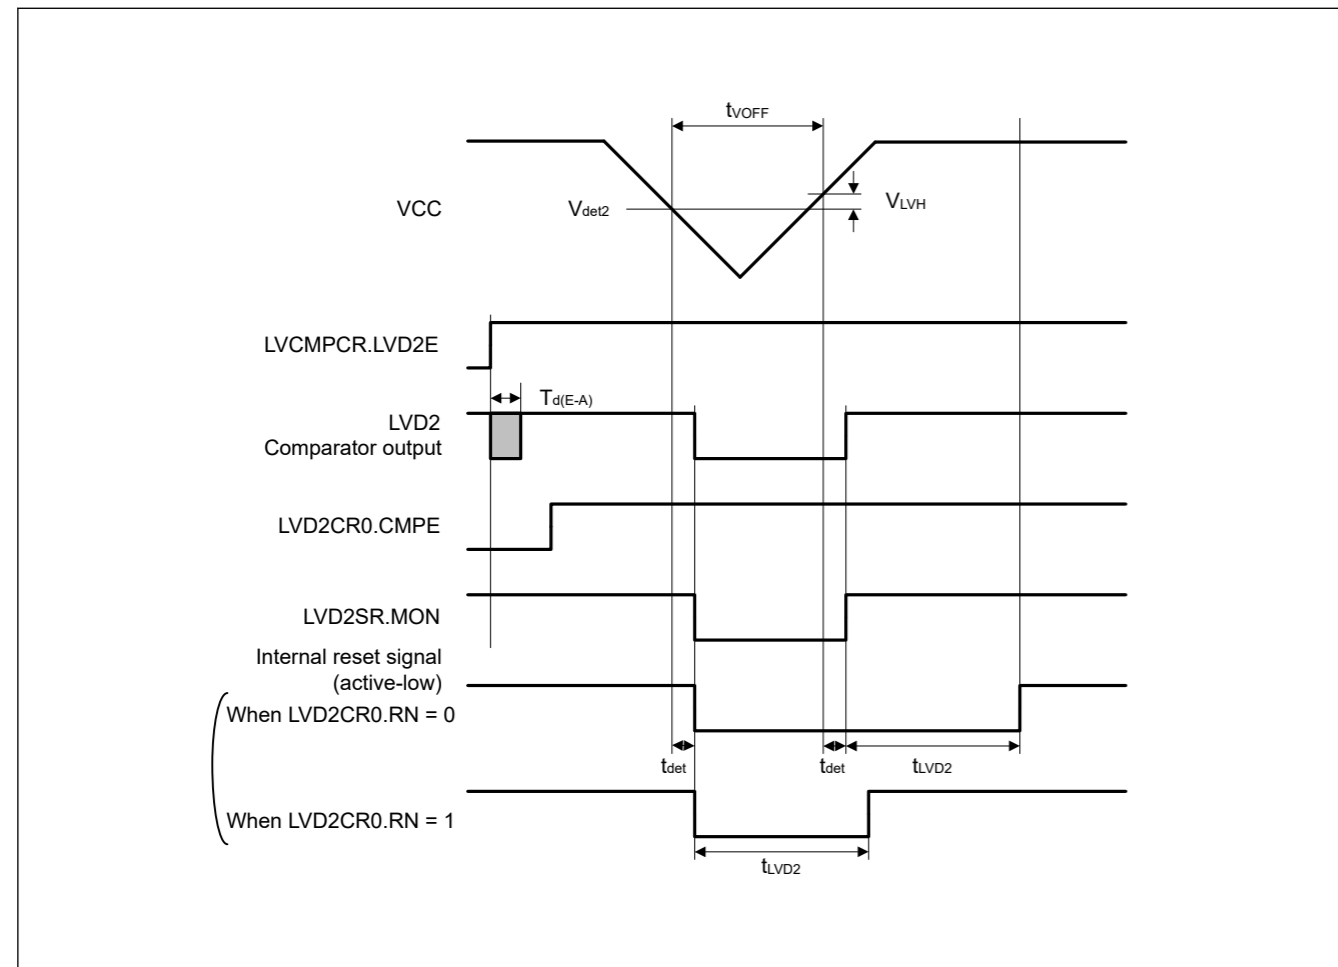 tVOFF
VCC
Vdet2
VLVH
LVCMPCR.LVD2E
Td(E-A)
LVD2
Comparator output
LVD2CR0.CMPE
LVD2SR.MON
Internal reset signal
(active-low)
When LVD2CR0.RN = 0
tdet
tdet
tLVD2
When LVD2CR0.RN = 1
tLVD2